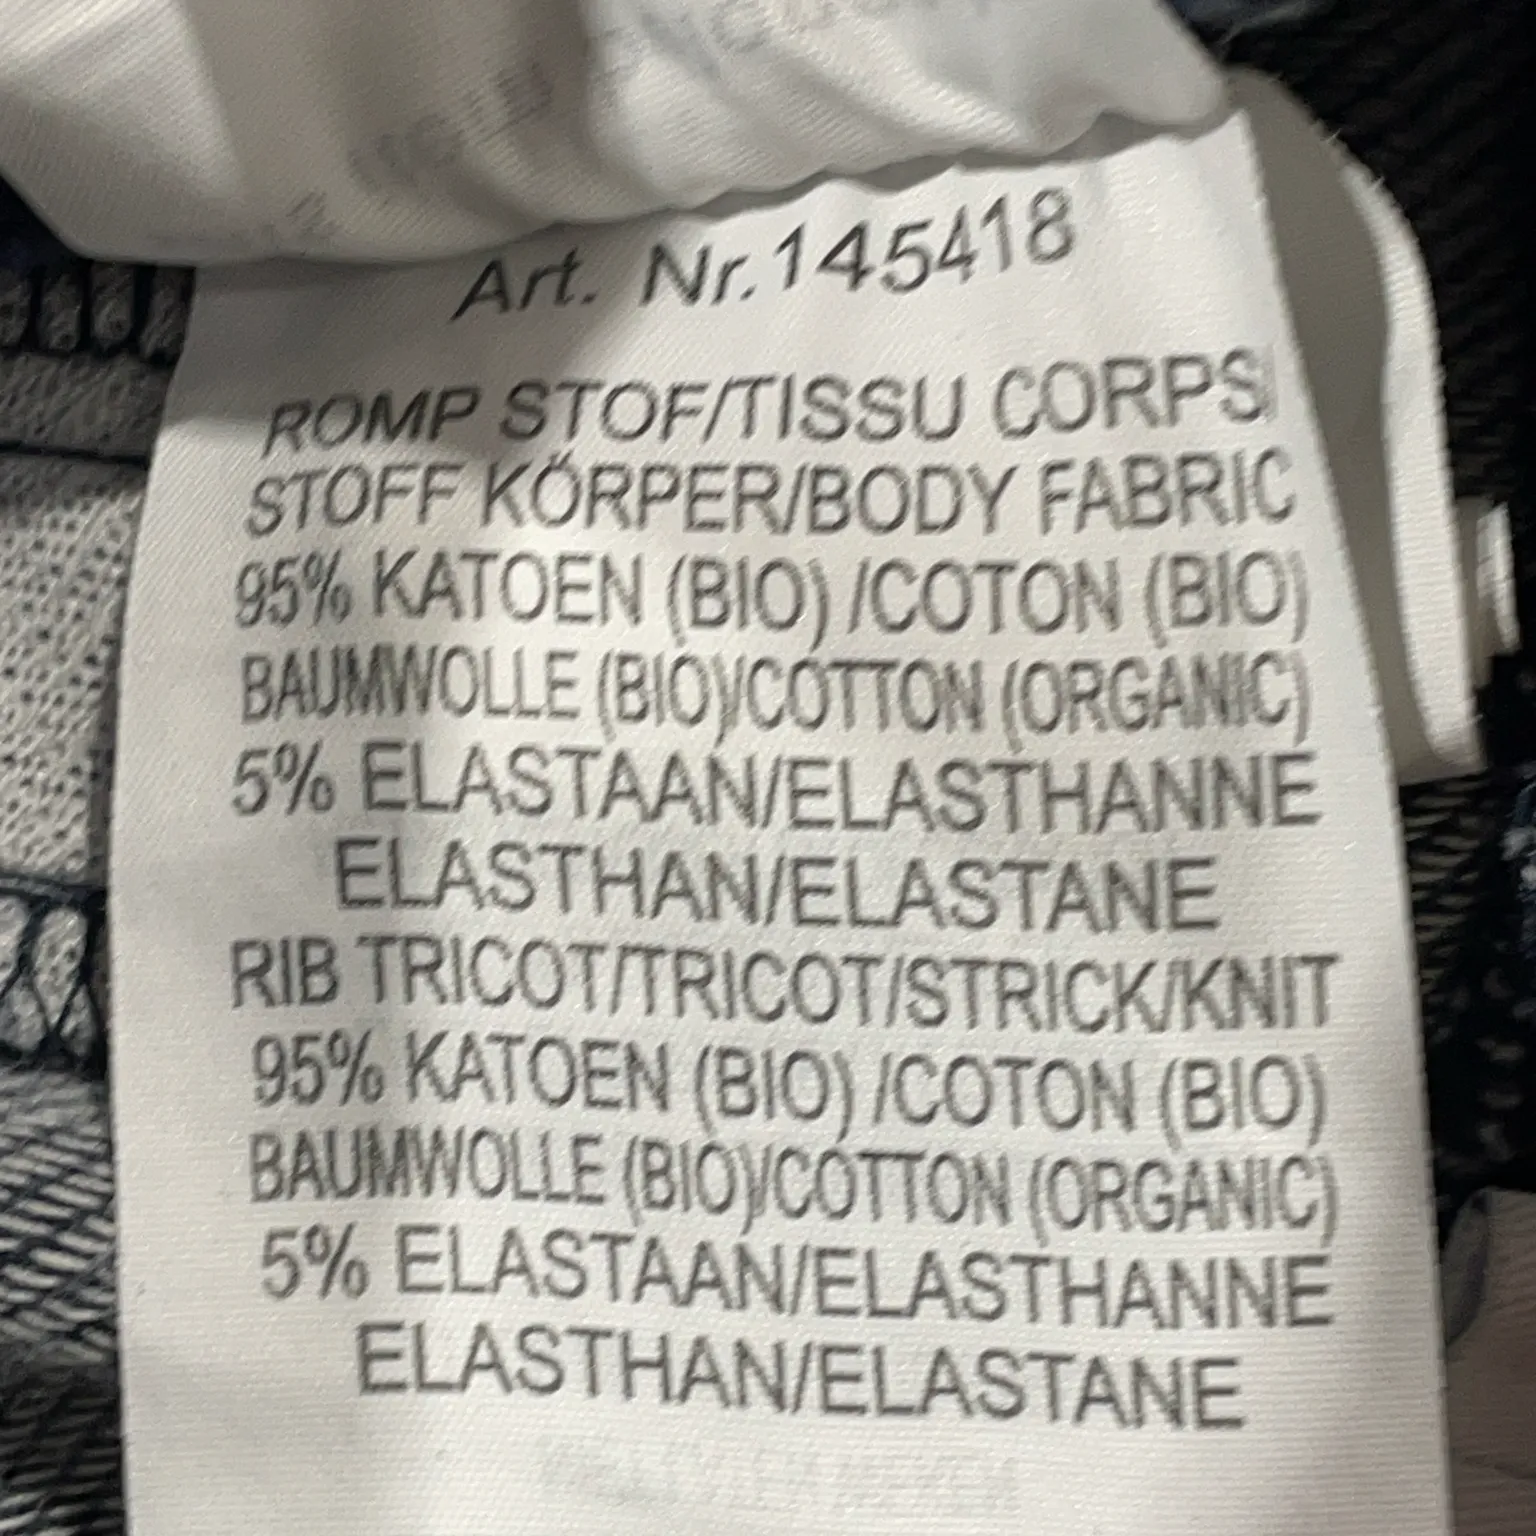 Art. Nr.145418
ROMP STOF/TISSU CORPS
STOFF KÖRPER/BODY FABRIC
95% KATOEN (BIO) /COTON (BIO)
BAUMWOLLE (BIO)/COTTON (ORGANIC)
5% ELASTAAN/ELASTHANNE
ELASTHAN/ELASTANE
RIB TRICOT/TRICOT/STRICK/KNIT
95% KATOEN (BIO) /COTON (BIO)
BAUMWOLLE (BIO)/COTTON (ORGANIC)
5% ELASTAAN/ELASTHANNE
ELASTHAN/ELASTANE